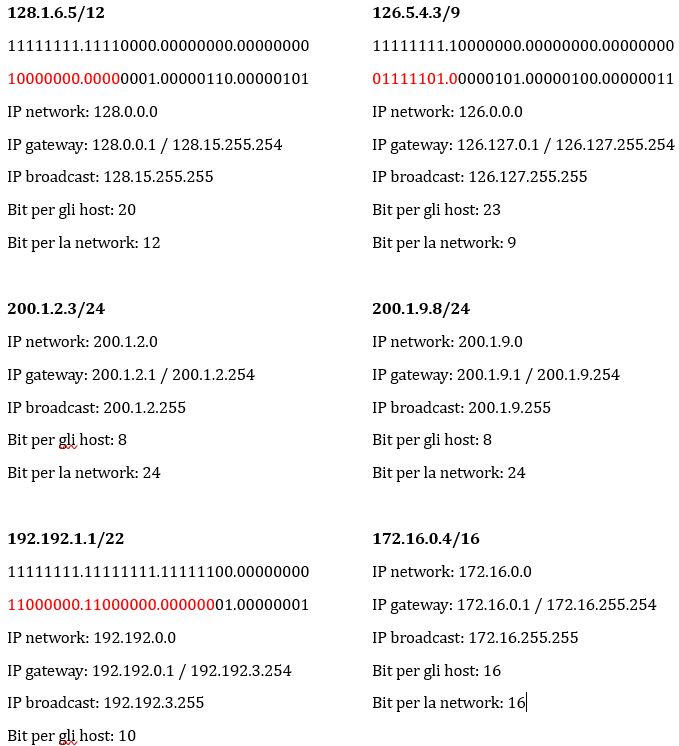 128.1.6.5/12
11111111.11110000.00000000.00000000
10000000.00000001.00000110.00000101
IP network: 128.0.0.0
IP gateway: 128.0.0.1 / 128.15.255.254
IP broadcast: 128.15.255.255
Bit per gli host: 20
Bit per la network: 12
126.5.4.3/9
11111111.10000000.00000000.00000000
01111101.00000101.00000100.00000011
IP network: 126.0.0.0
IP gateway: 126.127.0.1 / 126.127.255.254
IP broadcast: 126.127.255.255
Bit per gli host: 23
Bit per la network: 9
200.1.2.3/24
IP network: 200.1.2.0
IP gateway: 200.1.2.1 / 200.1.2.254
IP broadcast: 200.1.2.255
Bit per gli host: 8
Bit per la network: 24
200.1.9.8/24
IP network: 200.1.9.0
IP gateway: 200.1.9.1 / 200.1.9.254
IP broadcast: 200.1.9.255
Bit per gli host: 8
Bit per la network: 24
192.192.1.1/22
11111111.11111111.11111100.00000000
11000000.11000000.00000001.00000001
IP network: 192.192.0.0
IP gateway: 192.192.0.1 / 192.192.3.254
IP broadcast: 192.192.3.255
Bit per gli host: 10
172.16.0.4/16
IP network: 172.16.0.0
IP gateway: 172.16.0.1 / 172.16.255.254
IP broadcast: 172.16.255.255
Bit per gli host: 16
Bit per la network: 16